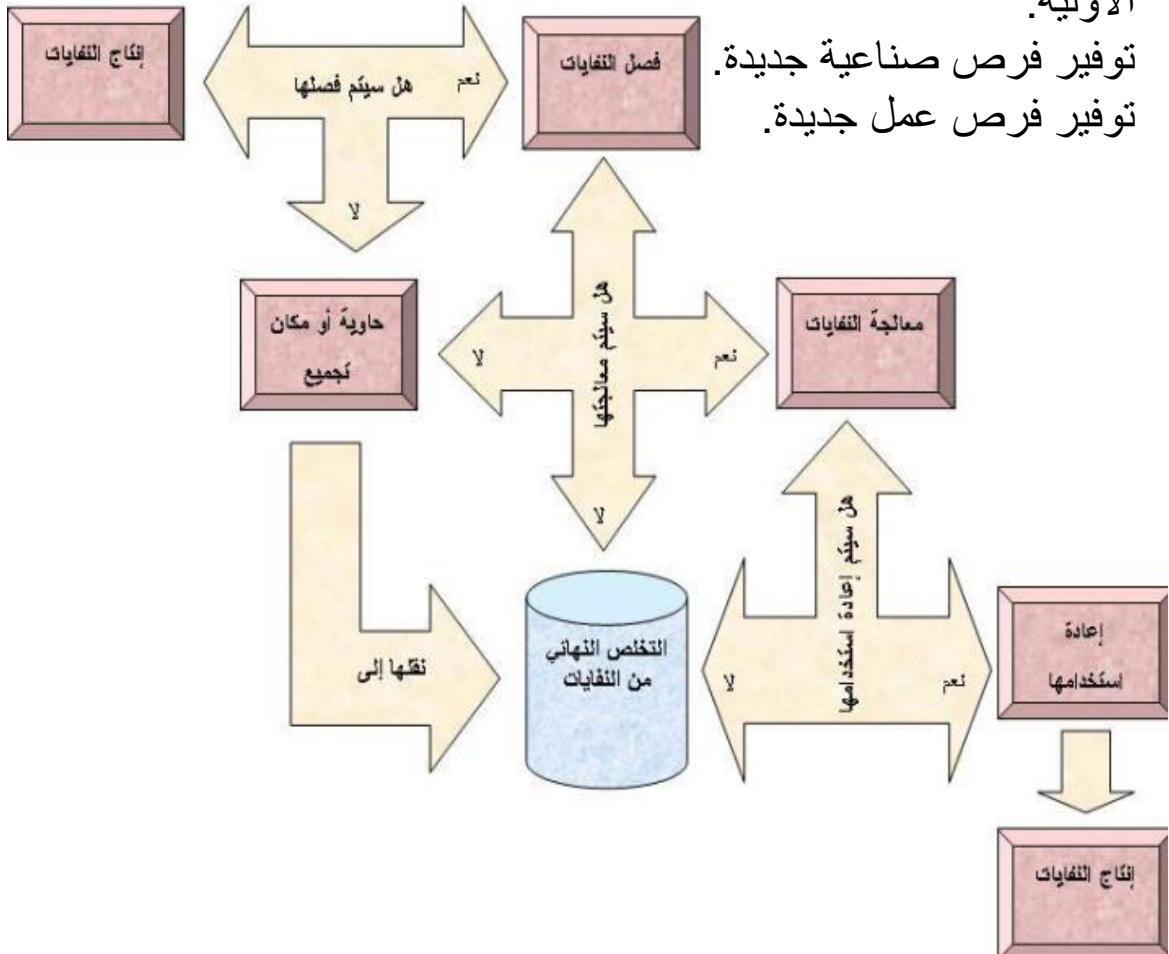 الأولية.
توفير فرص صناعية جديدة.
توفير فرص عمل جديدة.
إنتاج النفايات
هل سيتم فصلها
نعم
لا
فصل النفايات
حاوية أو مكان
تجميع
لا
هل سيتم معالجتها
نعم
لا
معالجة النفايات
نقلها إلى
التخلص النهائي
من النفايات
لا
هل سيتم إعادة استخدامها
نعم
إعادة
استخدامها
إنتاج النفايات